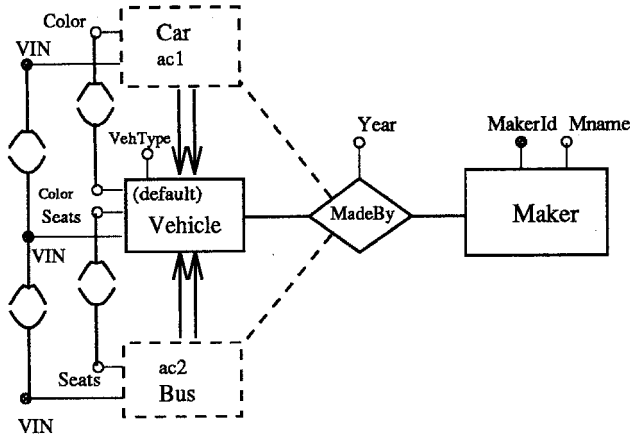 Color
Car
VIN
ac1
Year
MakerId
Mname
VehType
Color
(default)
Seats
Vehicle
MadeBy
Maker
VIN
ac2
Seats
Bus
VIN